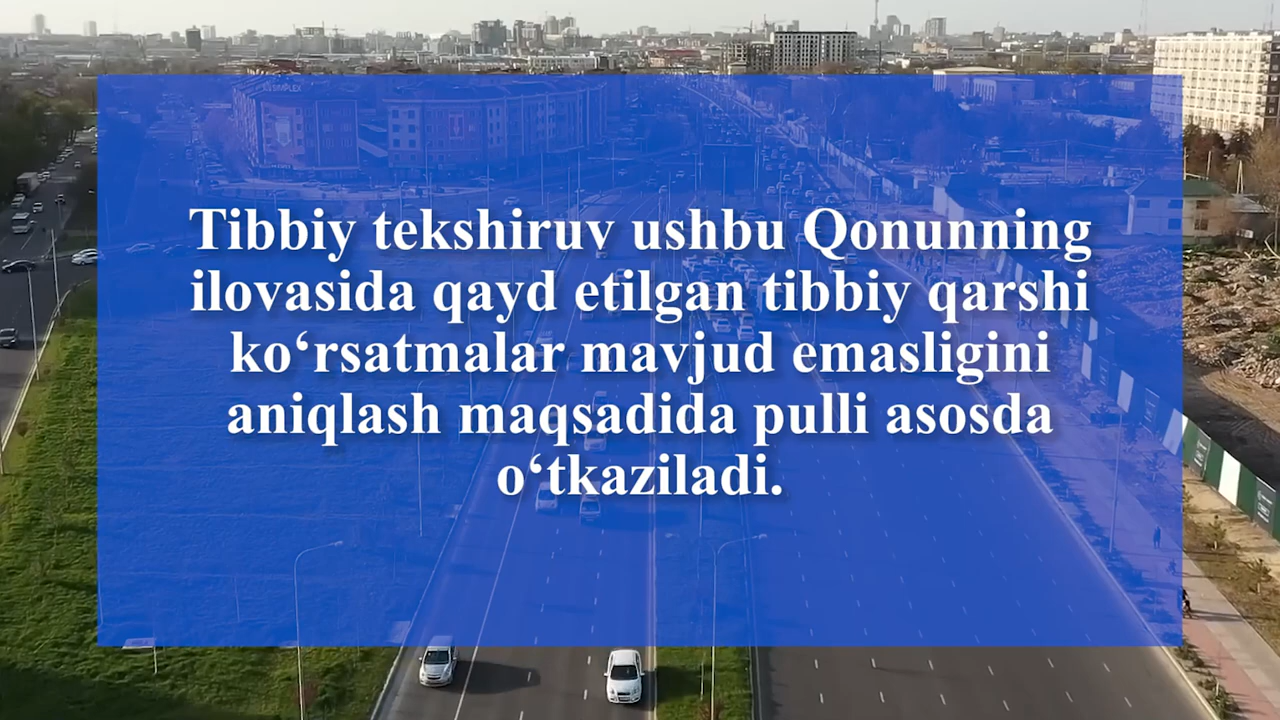 Tibbiy tekshiruv ushbu Qonunning
ilovasida qayd etilgan tibbiy qarshi
ko‘rsatmalar mavjud emasligini
aniqlash maqsadida pulli asosda
o‘tkaziladi.